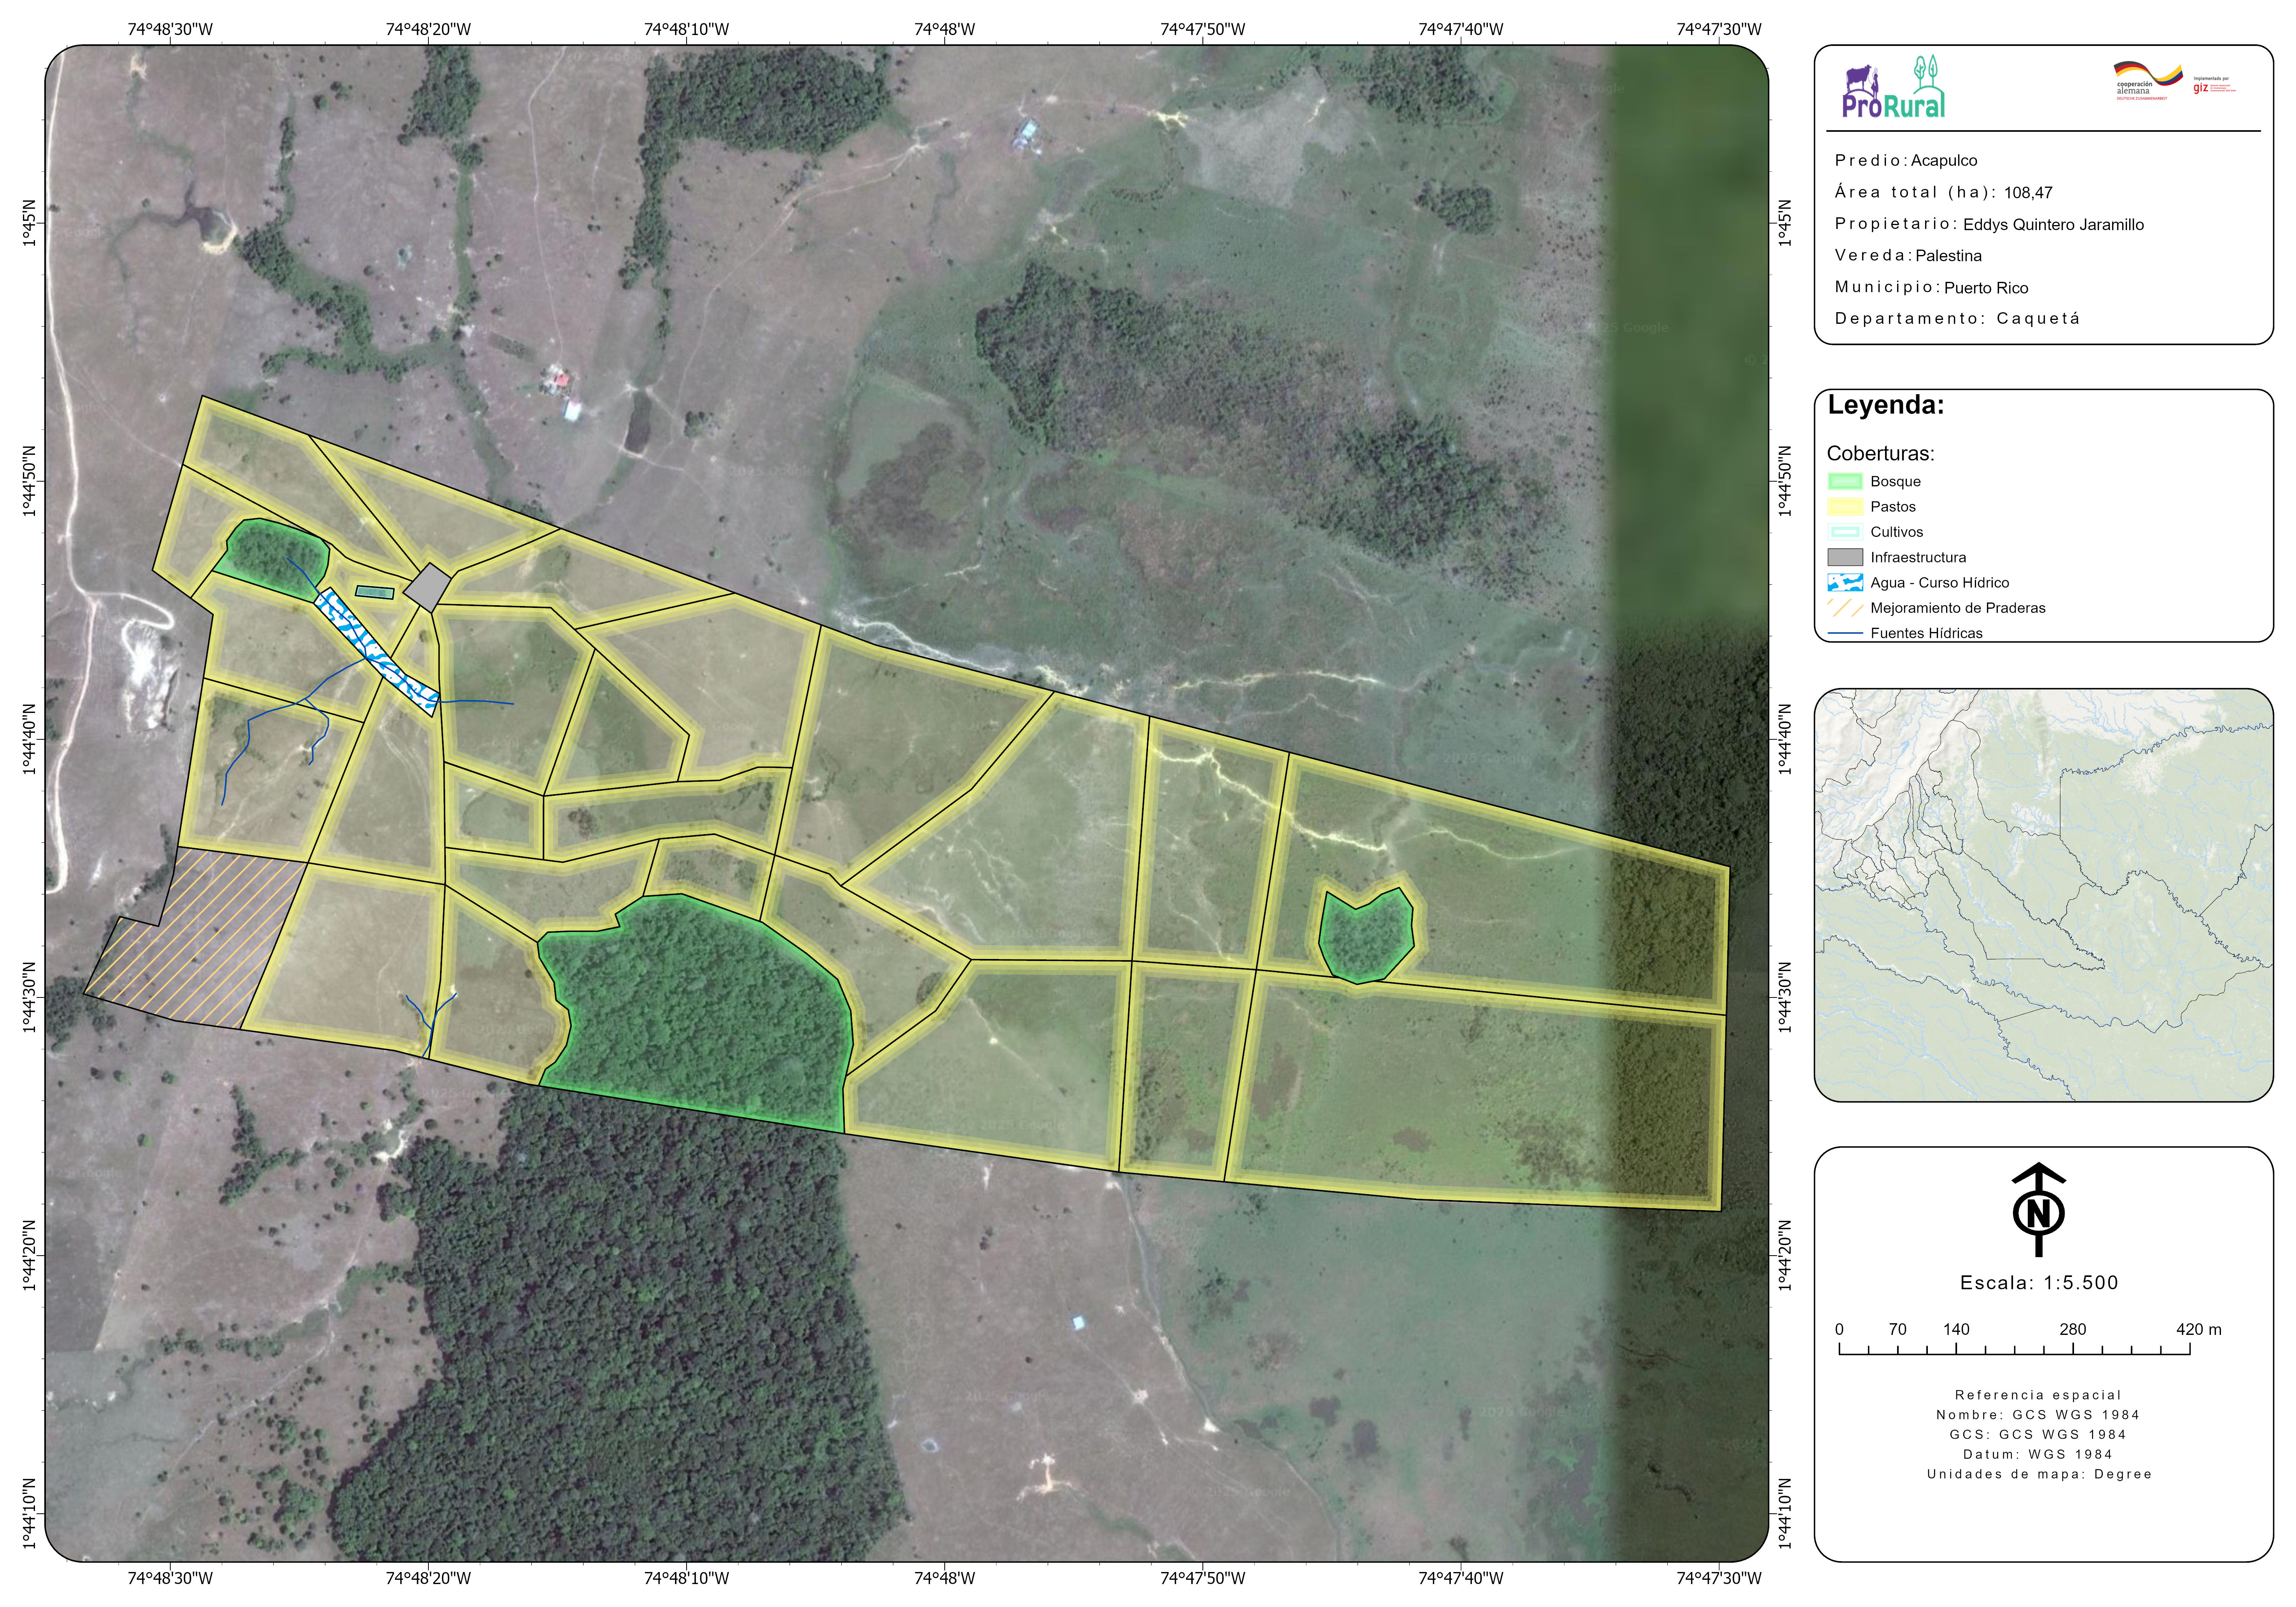 74°48'30"W 74°48'20"W 74°48'10"W 74°48'W 74°47'50"W 74°47'40"W 74°47'30"W
1°45'N
1°44'50"N
1°44'40"N
1°44'30"N
1°44'20"N
1°44'10"N
1°45'N
1°44'50"N
1°44'40"N
1°44'30"N
1°44'20"N
1°44'10"N
74°48'30"W 74°48'20"W 74°48'10"W 74°48'W 74°47'50"W 74°47'40"W 74°47'30"W
ProRural
cooperación
alemana
DEUTSCHE ZUSAMMENARBEIT
Implementada por
giz
Predio: Acapulco
Área total (ha): 108,47
Propietario: Eddys Quintero Jaramillo
Vereda: Palestina
Municipio: Puerto Rico
Departamento: Caquetá
Leyenda:
Coberturas:
Bosque
Pastos
Cultivos
Infraestructura
Agua - Curso Hídrico
Mejoramiento de Praderas
Fuentes Hídricas
N
Escala: 1:5.500
0 70 140 280 420 m
Referencia espacial
Nombre: GCS WGS 1984
GCS: GCS WGS 1984
Datum: WGS 1984
Unidades de mapa: Degree